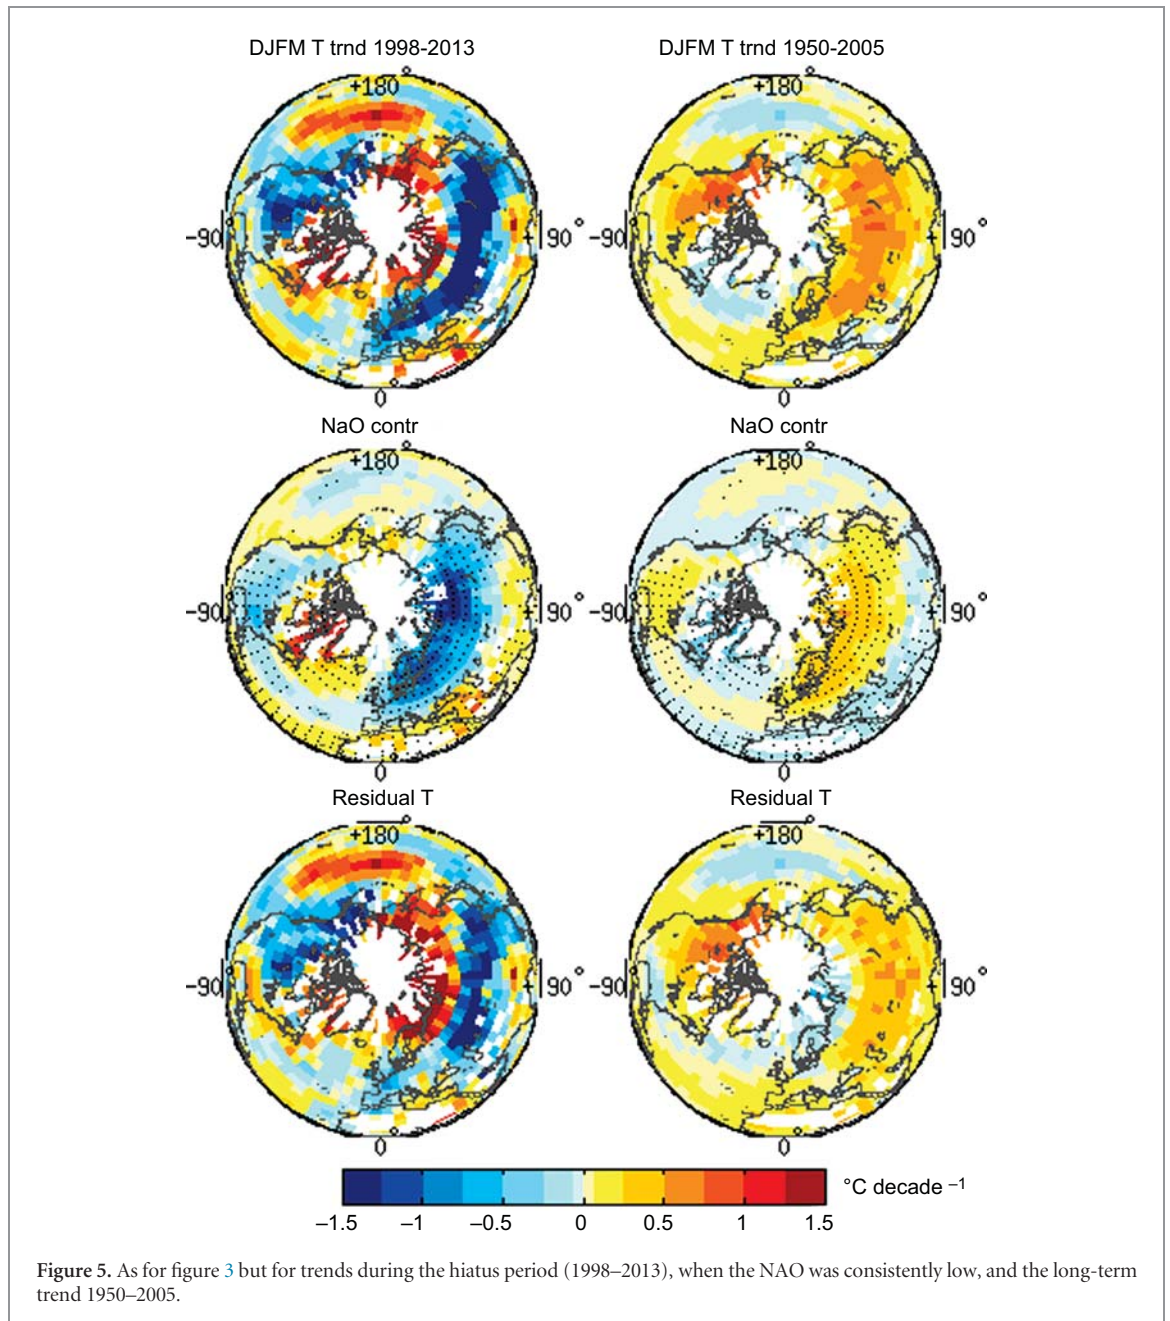 DJFM T trnd 1998-2013
DJFM T trnd 1950-2005
+180°
+180°
−90°
+ 90°
−90°
+ 90°
0°
0°
NaO contr
NaO contr
+180°
+180°
−90°
+ 90°
−90°
+ 90°
0°
0°
Residual T
Residual T
+180°
+180°
−90°
+ 90°
−90°
+ 90°
0°
0°
°C decade −1
−1.5 −1 −0.5 0 0.5 1 1.5
Figure 5. As for figure 3 but for trends during the hiatus period (1998–2013), when the NAO was consistently low, and the long-term
trend 1950–2005.